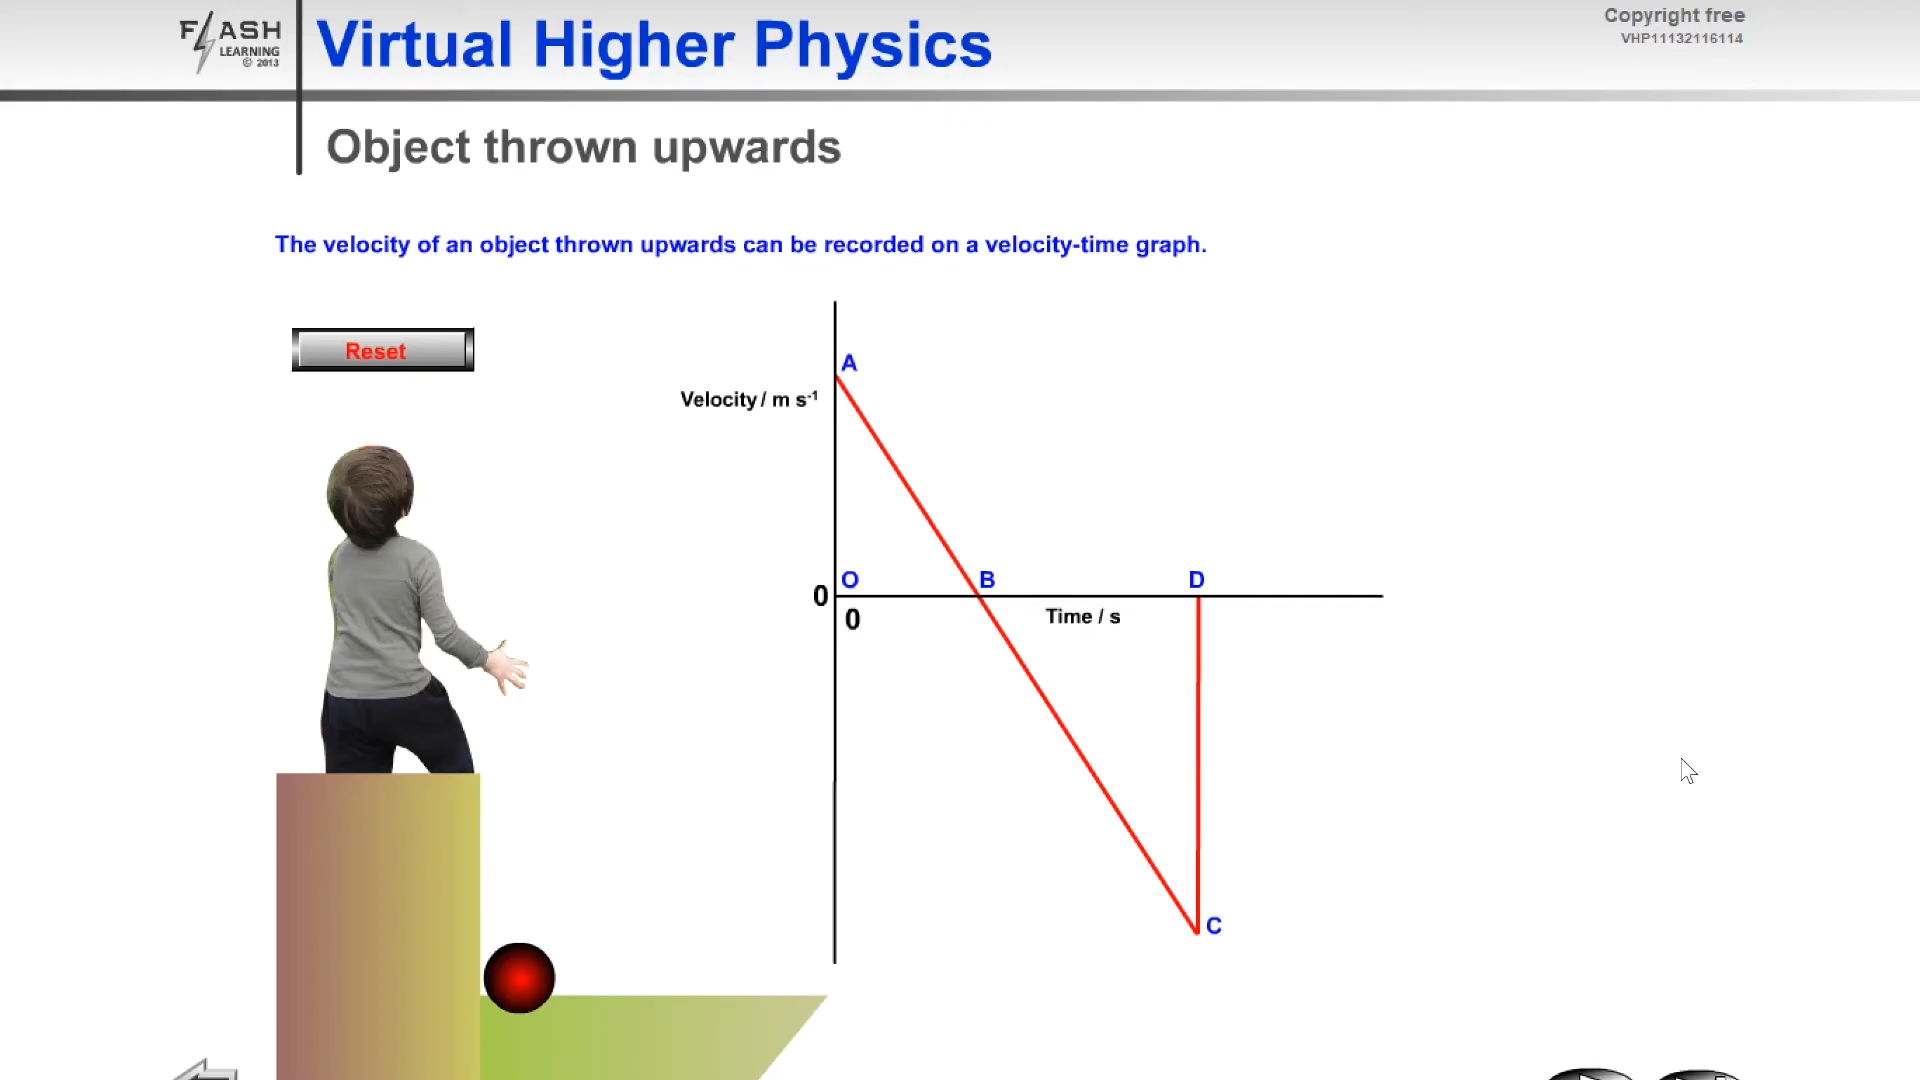 FLASH
LEARNING
© 2013
Virtual Higher Physics
Copyright free
VHP11132116114
Object thrown upwards
The velocity of an object thrown upwards can be recorded on a velocity-time graph.
Reset
A
Velocity / m s⁻¹
O
B
D
0
0
Time / s
C